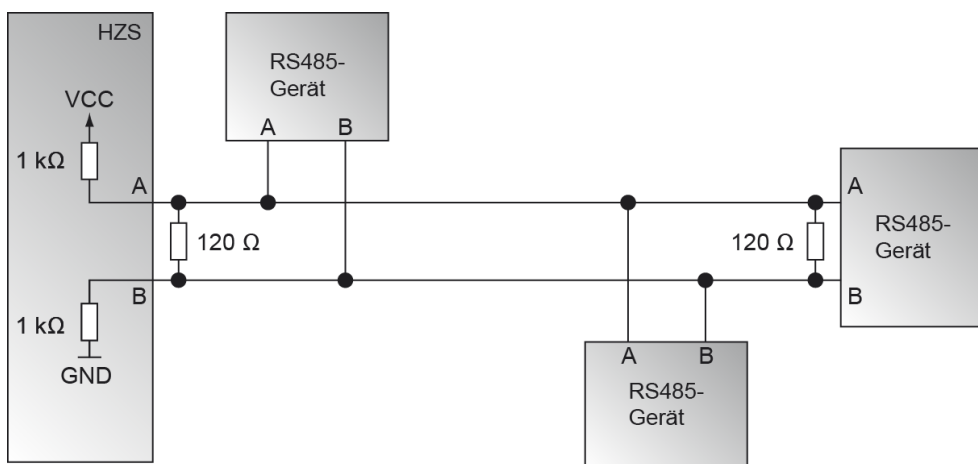 HZS
VCC
1 kΩ
A
120 Ω
B
1 kΩ
GND
RS485-
Gerät
A B
120 Ω
A
RS485-
Gerät
B
A B
RS485-
Gerät